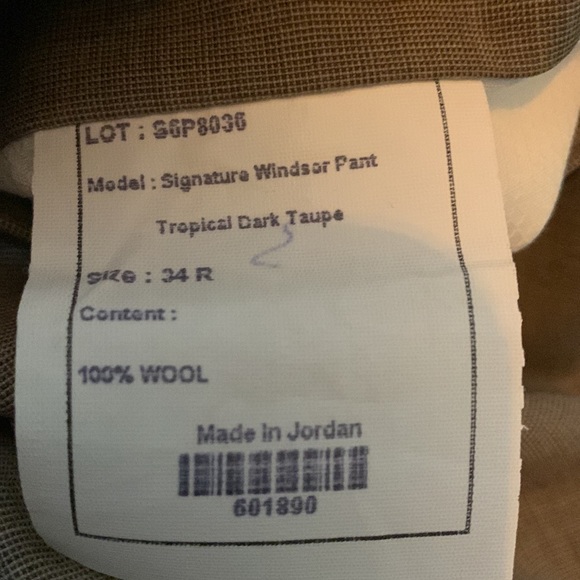 LOT : S6P8036
Model : Signature Windsor Pant
Tropical Dark Taupe
Size : 34 R
Content :
100% WOOL
Made in Jordan
601890